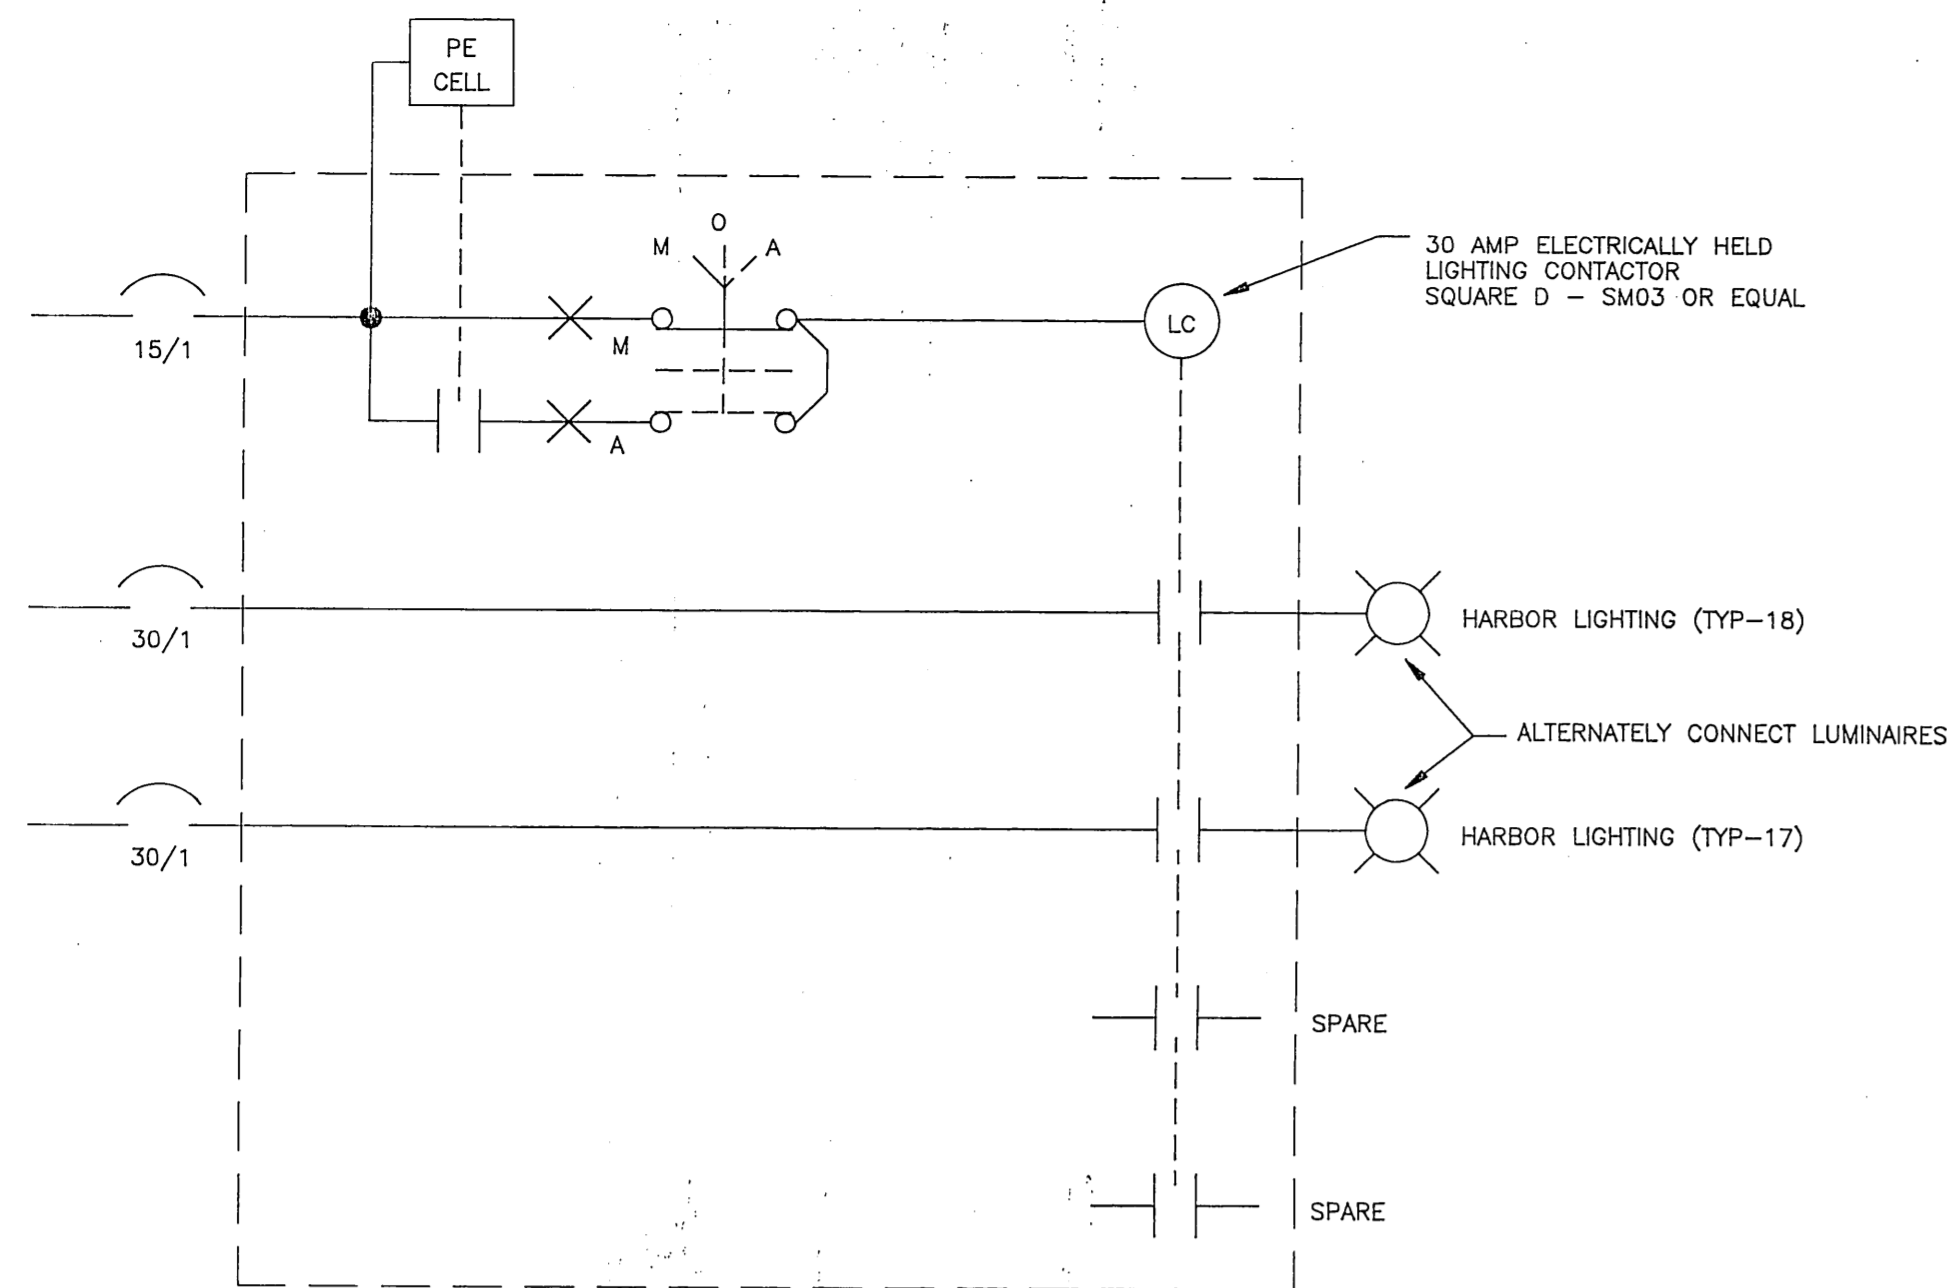 PE
CELL
O
M
A
30 AMP ELECTRICALLY HELD
LIGHTING CONTACTOR
SQUARE D - SM03 OR EQUAL
LC
15/1
M
A
30/1
HARBOR LIGHTING (TYP-18)
ALTERNATELY CONNECT LUMINAIRES
30/1
HARBOR LIGHTING (TYP-17)
SPARE
SPARE